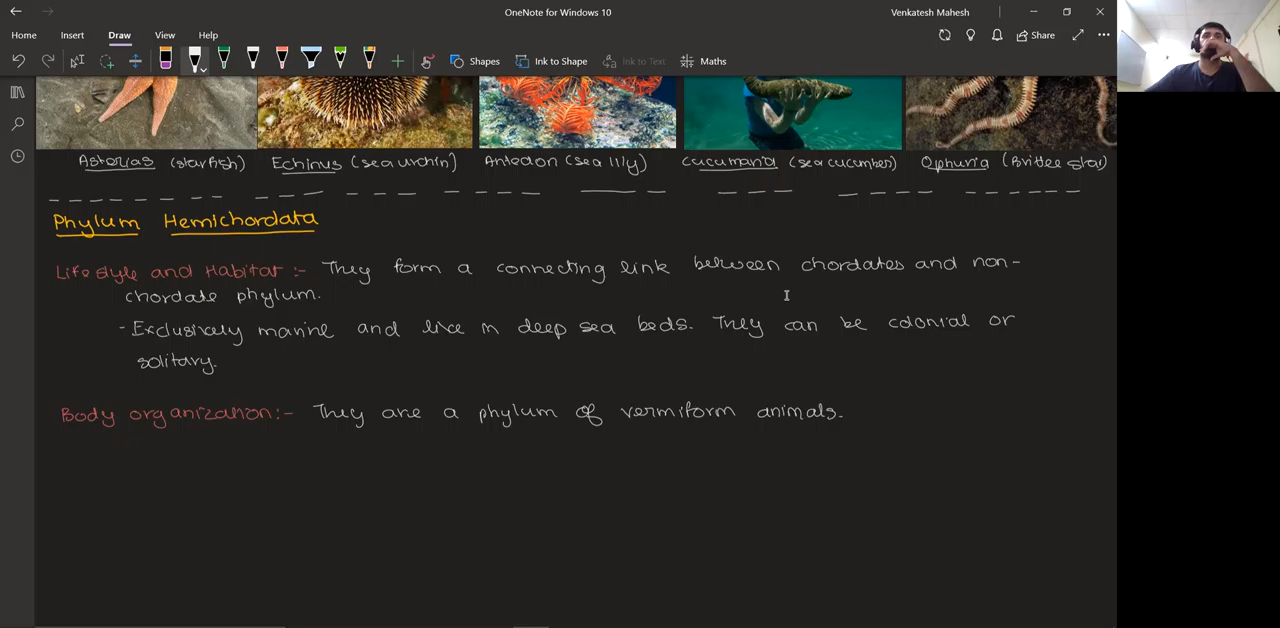 OneNote for Windows 10
Venkatesh Mahesh
Home Insert Draw View Help
Share
Shapes Ink to Shape Ink to Text Maths
Asterias (starfish) Echinus (sea urchin) Antedon (sea lily) Cucumaria (sea cucumber) Ophiuria (Brittle star)
Phylum Hemichordata
Lifestyle and Habitat :- They form a connecting link between chordates and non-
chordate phylum.
- Exclusively marine and live in deep sea beds. They can be colonial or
solitary.
Body organization:- They are a phylum of vermiform animals.